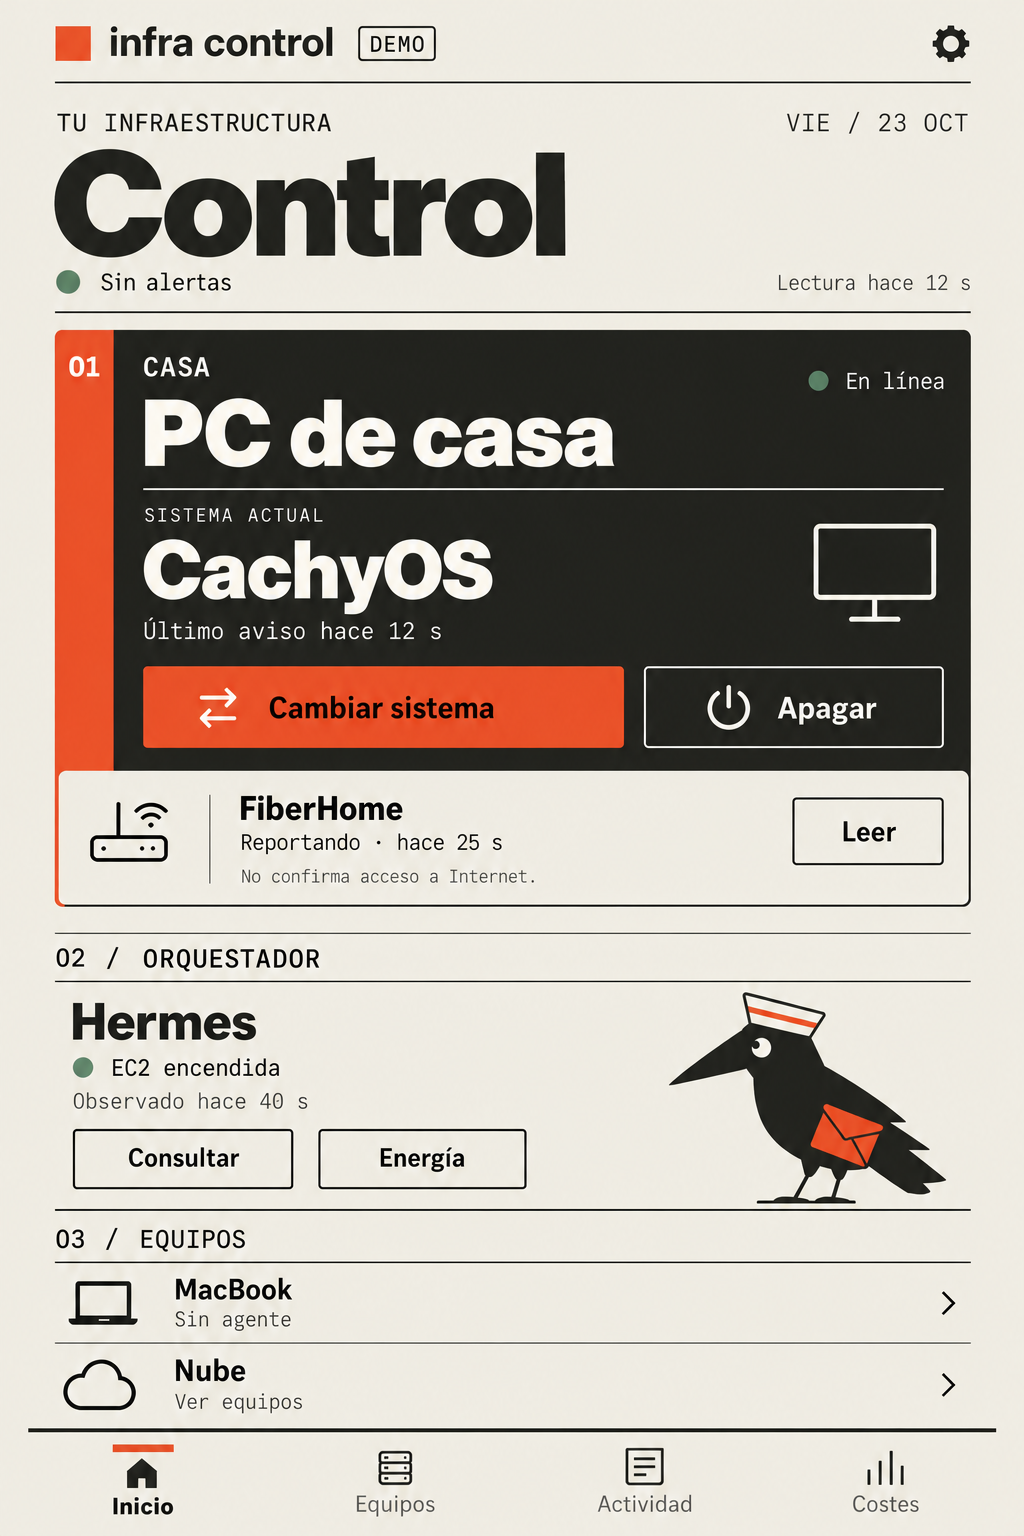 infra control DEMO
TU INFRAESTRUCTURA VIE / 23 OCT
Control
Sin alertas Lectura hace 12 s
01 CASA
En línea
PC de casa
SISTEMA ACTUAL
CachyOS
Último aviso hace 12 s
Cambiar sistema Apagar
FiberHome
Reportando · hace 25 s
Leer
No confirma acceso a Internet.
02 / ORQUESTADOR
Hermes
EC2 encendida
Observado hace 40 s
Consultar Energía
03 / EQUIPOS
MacBook
Sin agente
Nube
Ver equipos
Inicio Equipos Actividad Costes